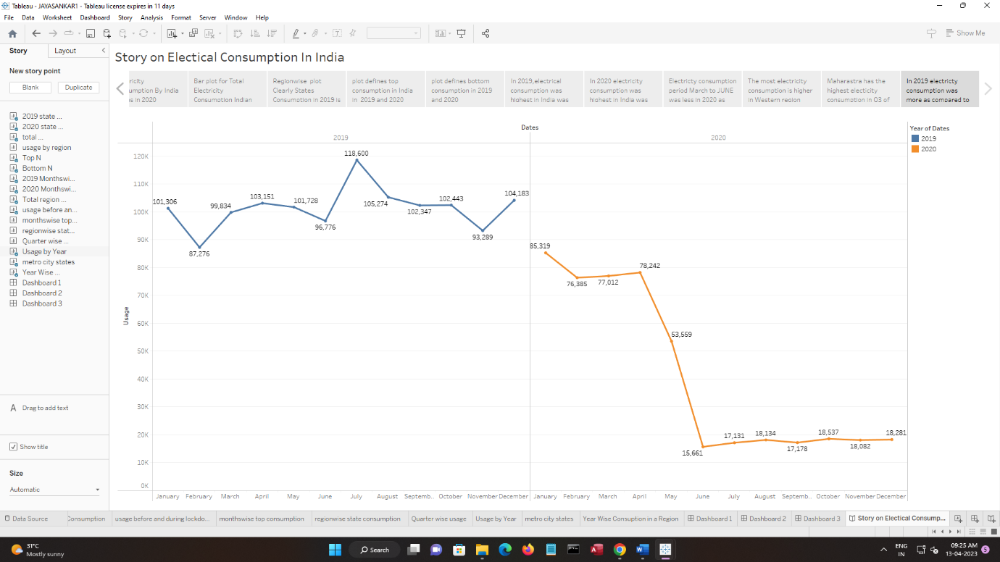 Tableau - JAYASANKAR1 - Tableau license expires in 11 days
File Data Worksheet Dashboard Story Analysis Format Server Window Help
Show Me
Story Layout
New story point
Blank Duplicate
2019 state ...
2020 state ...
total ...
usage by region
Top N
Bottom N
2019 Monthswi...
2020 Monthswi...
Total region ...
usage before an...
monthswise top...
regionwise stat...
Quarter wise ...
Usage by Year
metro city states
Year Wise ...
Dashboard 1
Dashboard 2
Dashboard 3
A Drag to add text
Show title
Size
Automatic
Story on Electical Consumption In India
ricity
umption By India
s in 2020
Bar plot for Total
Electricity
Consumotion Indian
Regionwise plot
Clearly States
Consumption in 2019 is
plot defines top
consumption in India
in 2019 and 2020
plot defines bottom
consumption in 2019
and 2020
In 2019,electrical
consumption was
highest in India was
In 2020 electricity
consumption was
highest in India was
Electricty consumption
period March to JUNE
was less in 2020 as
The most electricity
consumption is higher
in Western region
Maharastra has the
highest electicity
consumption in Q3 of
In 2019 electricty
consumption was
more as compared to
Dates
2019 2020
Year of Dates
2019
2020
Usage
120K
110K
100K
90K
80K
70K
60K
50K
40K
30K
20K
10K
0K
101,306
87,276
99,834
103,151
101,728
96,776
118,600
105,274
102,347
102,443
93,289
104,183
85,319
76,385
77,012
78,242
53,559
15,661
17,131
18,134
17,178
18,537
18,082
18,281
January February March April May June July August Septemb.. October November December January February March April May June July August Septemb.. October November December
Data Source Consumption usage before and during lockdo... monthswise top consumption regionwise state consumption Quarter wise usage Usage by Year metro city states Year Wise Consuption in a Region Dashboard 1 Dashboard 2 Dashboard 3 Story on Electical Consump...
31°C
Mostly sunny
Search
ENG
IN
09:25 AM
13-04-2023
5